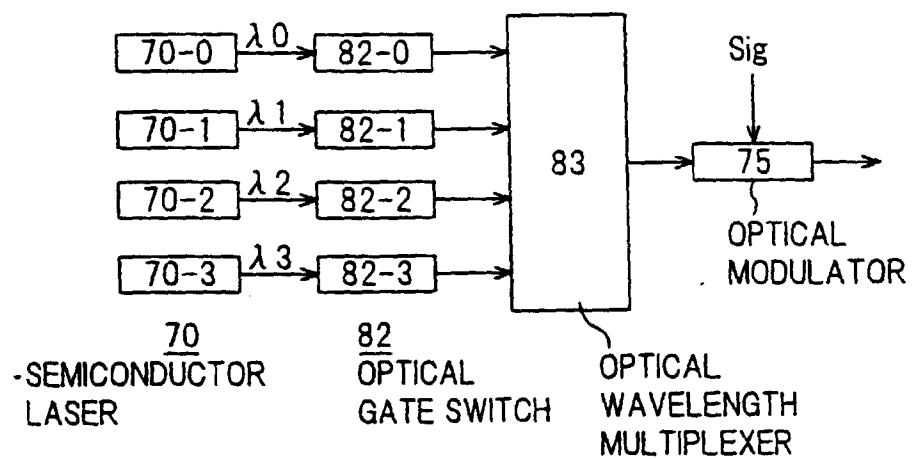 70-0 λ0 82-0
70-1 λ1 82-1
70-2 λ2 82-2
70-3 λ3 82-3
83
Sig
75
OPTICAL
MODULATOR
70
SEMICONDUCTOR
LASER
82
OPTICAL
GATE SWITCH
OPTICAL
WAVELENGTH
MULTIPLEXER